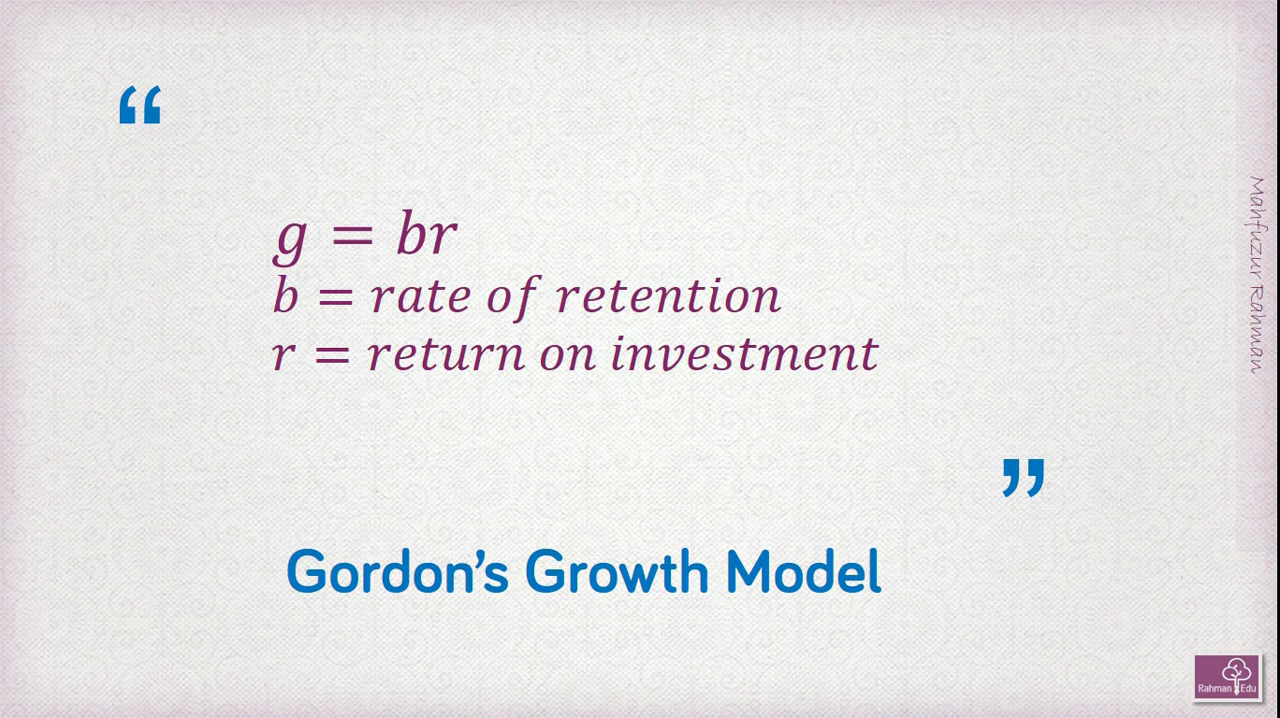 “
g = br
b = rate of retention
r = return on investment
”
Gordon’s Growth Model
Mahfuzur Rahman
Rahman Edu